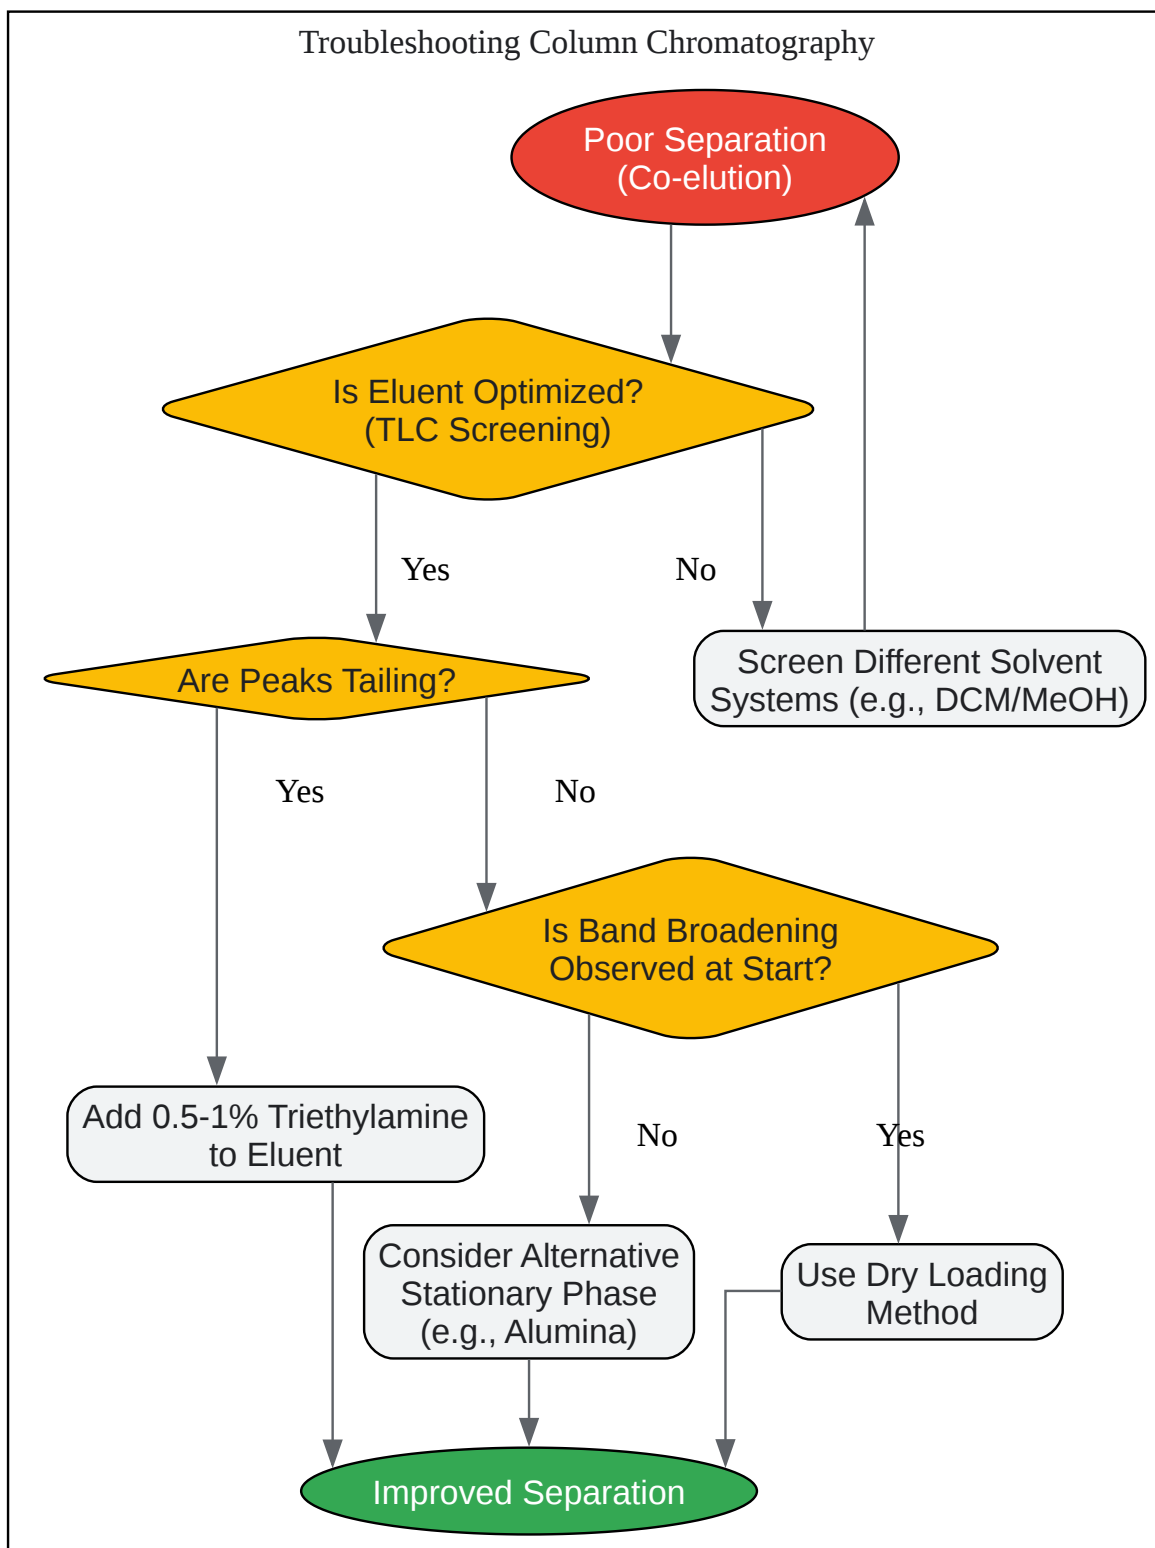 Troubleshooting Column Chromatography
Poor Separation
(Co-elution)
Is Eluent Optimized?
(TLC Screening)
Yes
No
Screen Different Solvent
Systems (e.g., DCM/MeOH)
Are Peaks Tailing?
Yes
No
Is Band Broadening
Observed at Start?
Add 0.5-1% Triethylamine
to Eluent
No
Yes
Consider Alternative
Stationary Phase
(e.g., Alumina)
Use Dry Loading
Method
Improved Separation